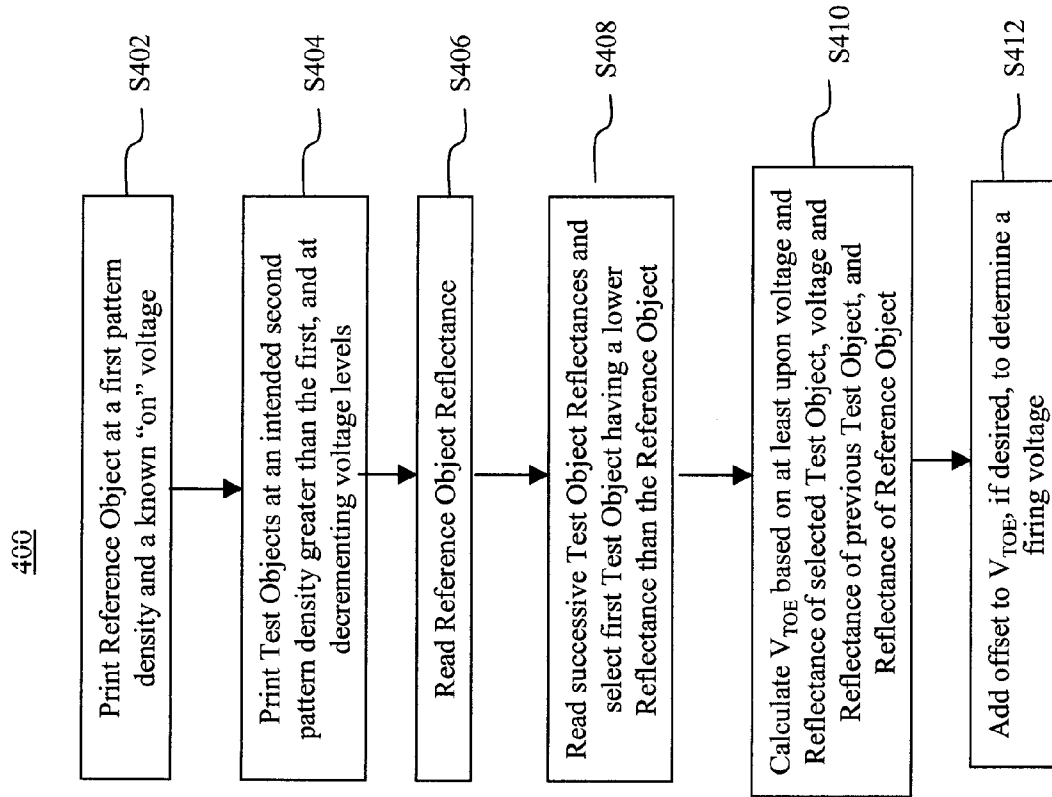 400
Print Reference Object at a first pattern
density and a known “on” voltage
S402
Print Test Objects at an intended second
pattern density greater than the first, and at
decrementing voltage levels
S404
Read Reference Object Reflectance
S406
Read successive Test Object Reflectances and
select first Test Object having a lower
Reflectance than the Reference Object
S408
Calculate VTOE based on at least upon voltage and
Reflectance of selected Test Object, voltage and
Reflectance of previous Test Object, and
Reflectance of Reference Object
S410
Add offset to VTOE, if desired, to determine a
firing voltage
S412